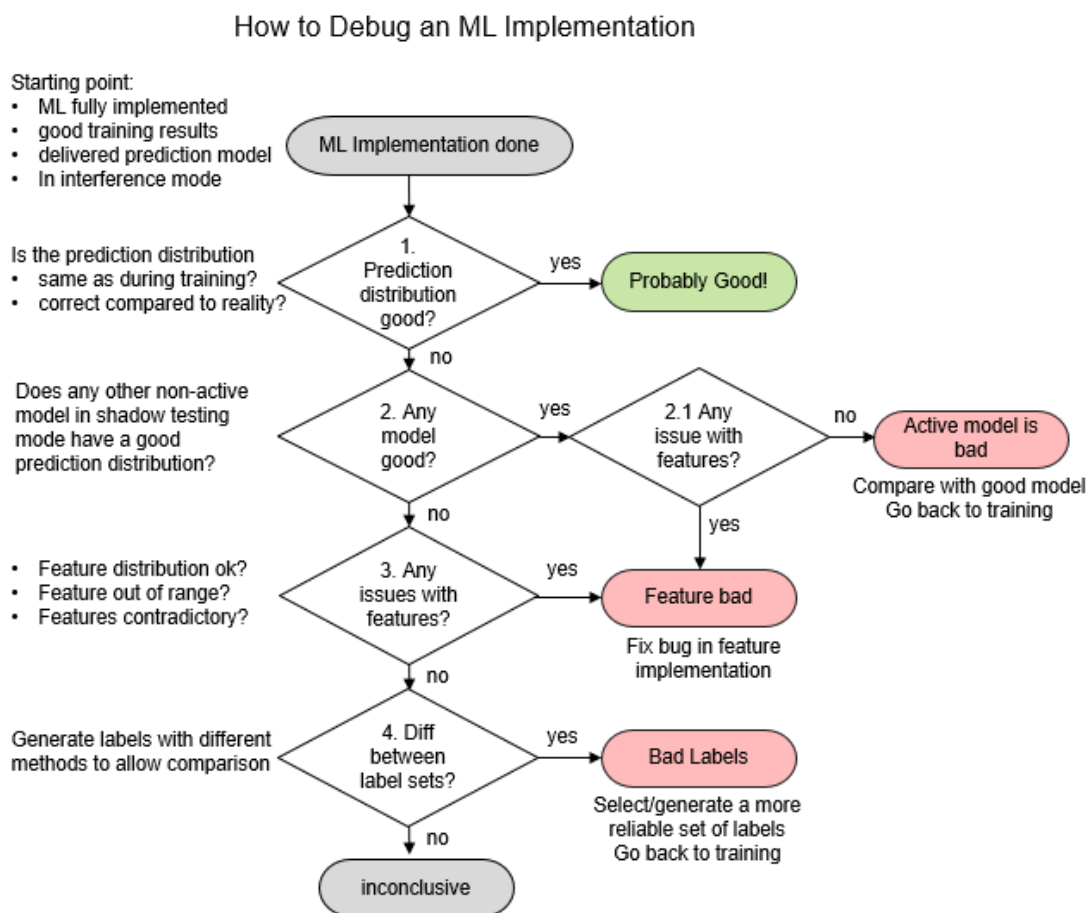 How to Debug an ML Implementation
Starting point:
• ML fully implemented
• good training results
• delivered prediction model
• In interference mode
ML Implementation done
Is the prediction distribution
• same as during training?
• correct compared to reality?
1.
Prediction
distribution
good?
yes
Probably Good!
no
Does any other non-active
model in shadow testing
mode have a good
prediction distribution?
2. Any
model
good?
yes
2.1 Any
issue with
features?
no
Active model is
bad
Compare with good model
Go back to training
no
yes
• Feature distribution ok?
• Feature out of range?
• Features contradictory?
3. Any
issues with
features?
yes
Feature bad
Fix bug in feature
implementation
no
Generate labels with different
methods to allow comparison
4. Diff
between
label sets?
yes
Bad Labels
Select/generate a more
reliable set of labels
Go back to training
no
inconclusive